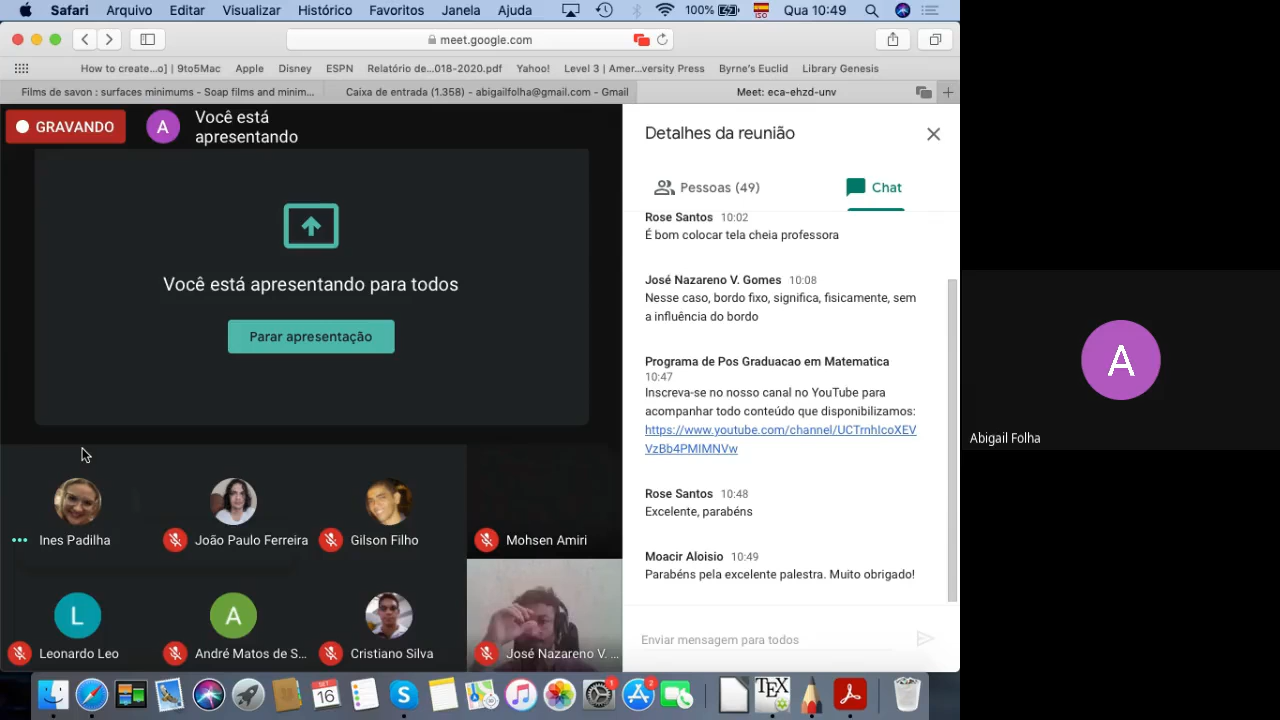 Safari Arquivo Editar Visualizar Histórico Favoritos Janela Ajuda 100% ISO Qua 10:49
meet.google.com
How to create...o] | 9to5Mac Apple Disney ESPN Relatório de...018-2020.pdf Yahoo! Level 3 | Amer...versity Press Byrne's Euclid Library Genesis
Films de savon : surfaces minimums - Soap films and minim... Caixa de entrada (1.358) - abigailfolha@gmail.com - Gmail Meet: eca-ehzd-unv
GRAVANDO
A
Você está
apresentando
Você está apresentando para todos
Parar apresentação
Ines Padilha
João Paulo Ferreira
Gilson Filho
Mohsen Amiri
L
A
Leonardo Leo
André Matos de S...
Cristiano Silva
José Nazareno V. ...
Detalhes da reunião
Pessoas (49)
Chat
Rose Santos 10:02
É bom colocar tela cheia professora
José Nazareno V. Gomes 10:08
Nesse caso, bordo fixo, significa, fisicamente, sem
a influência do bordo
Programa de Pos Graduacao em Matematica
10:47
Inscreva-se no nosso canal no YouTube para
acompanhar todo conteúdo que disponibilizamos:
https://www.youtube.com/channel/UCTrnhIcoXEV
VzBb4PMIMNVw
Rose Santos 10:48
Excelente, parabéns
Moacir Aloisio 10:49
Parabéns pela excelente palestra. Muito obrigado!
Enviar mensagem para todos
A
Abigail Folha
SET
16
1
2
TEX